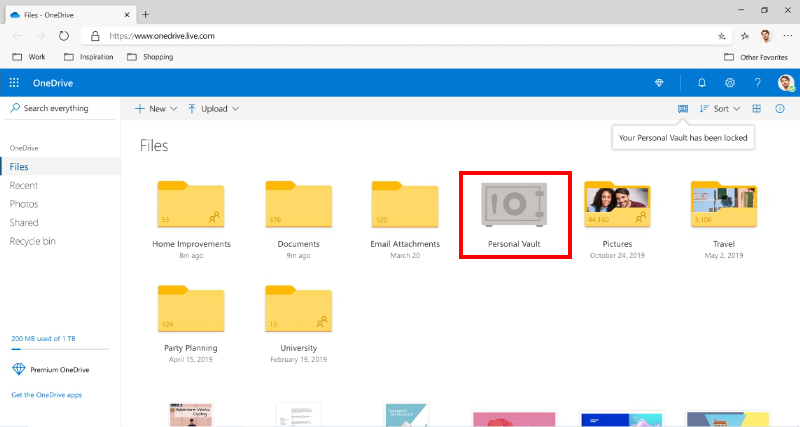 Files - OneDrive
https://www.onedrive.live.com
Work
Inspiration
Shopping
Other Favorites
OneDrive
Search everything
New
Upload
Sort
Your Personal Vault has been locked
OneDrive
Files
Recent
Photos
Shared
Recycle bin
200 MB used of 1 TB
Premium OneDrive
Get the OneDrive apps
Files
53
Home Improvements
8m ago
376
Documents
9m ago
120
Email Attachments
March 20
Personal Vault
44,160
Pictures
October 24, 2019
3,106
Travel
May 2, 2019
124
Party Planning
April 15, 2019
15
University
February 19, 2019
Adventure Works
Cycling